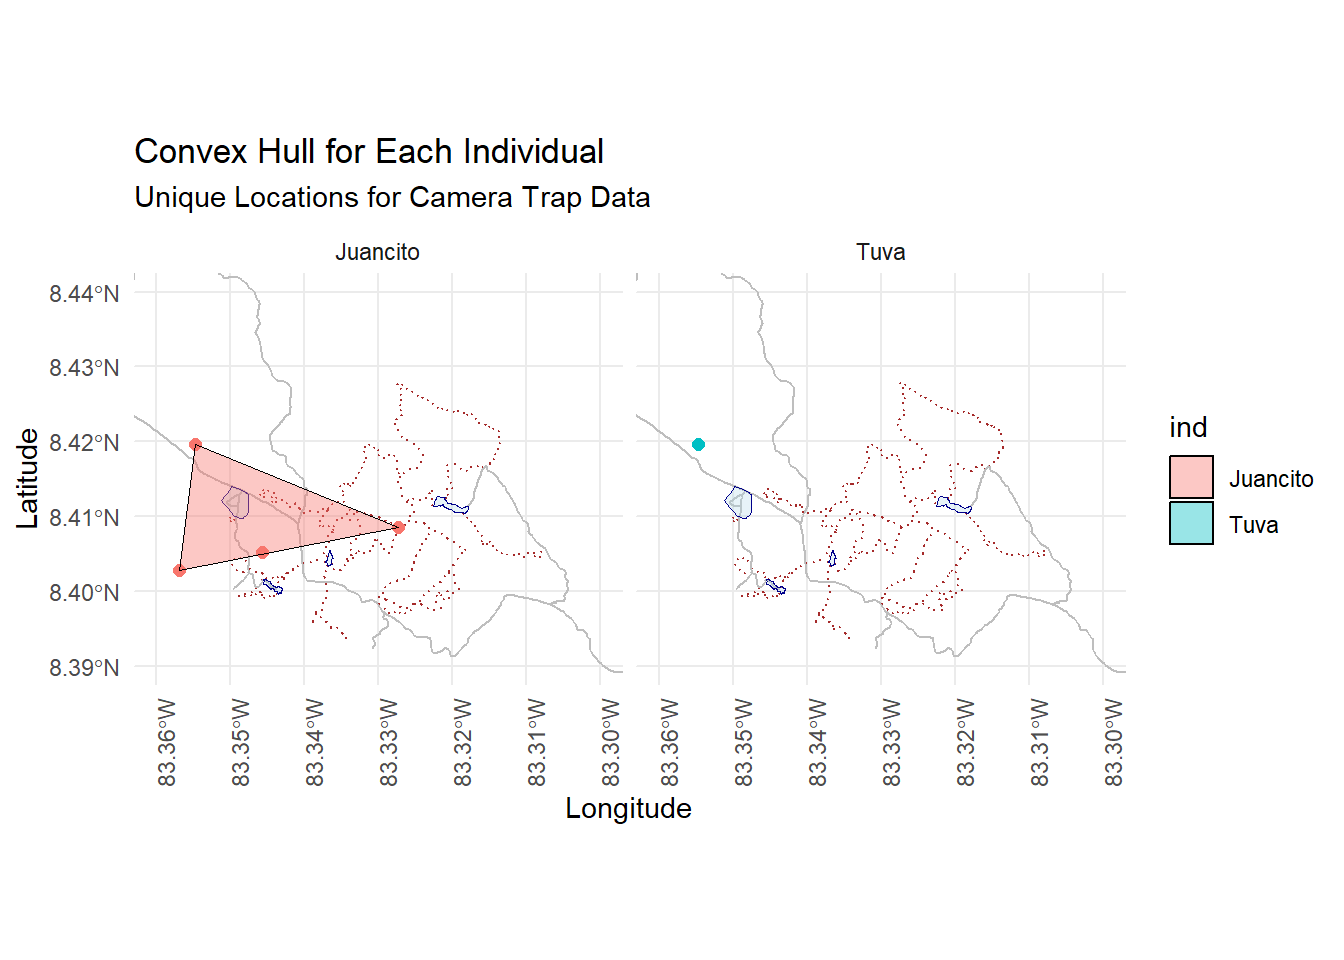 Convex Hull for Each Individual
Unique Locations for Camera Trap Data
Juancito
Tuva
8.44°N
8.43°N
8.42°N
8.41°N
8.40°N
8.39°N
Latitude
83.36°W
83.35°W
83.34°W
83.33°W
83.32°W
83.31°W
83.30°W
83.36°W
83.35°W
83.34°W
83.33°W
83.32°W
83.31°W
83.30°W
Longitude
ind
Juancito
Tuva